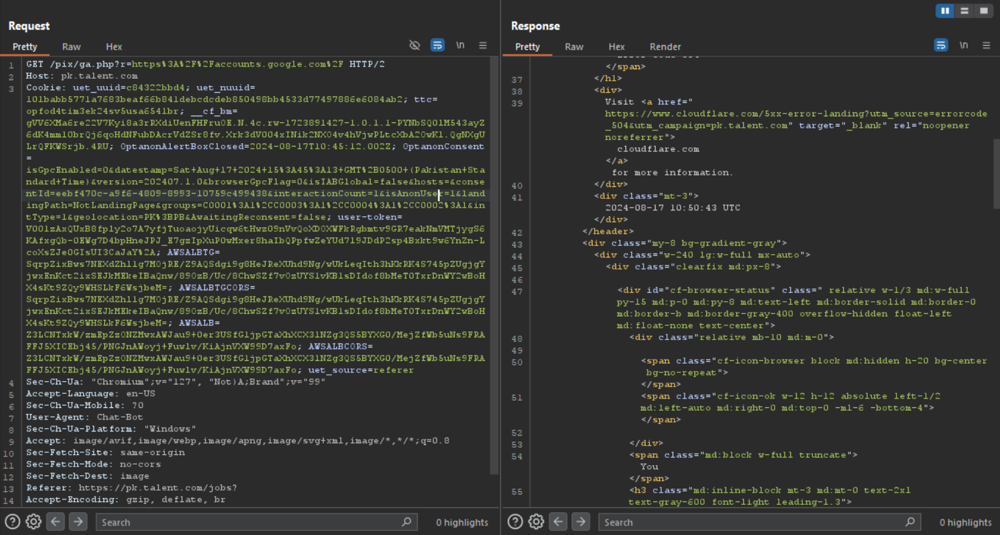 Request
Pretty Raw Hex
\n
1 GET /pix/ga.php?r=https%3A%2F%2Faccounts.google.com%2F HTTP/2
2 Host: pk.talent.com
3 Cookie: uet_uuid=c84322bbd4; uet_nuuid=
101babb5771a7683beaf66b841debcdcdeb850498bb4533d77497886e6084ab2; ttc=
opfod4tim3ek24sv5usa6541br; __cf_bm=
gVV6XMa6re22V7Kyi8a3rRXdiUenFHFru0E.N.4c.rw-1723891427-1.0.1.1-PYNbSQ01M543ayZ
6dK4mm10brQj6qoHdNFubDAcrVdZSr8fv.Xrk3dV004xINik2NX04v4hVjwPLtcXbA20wK1.QgNXgU
LrQFKWSrjb.4RU; OptanonAlertBoxClosed=2024-08-17T10:45:12.002Z; OptanonConsent
=
isGpcEnabled=0&datestamp=Sat+Aug+17+2024+15%3A45%3A13+GMT%2B0500+(Pakistan+Sta
ndard+Time)&version=202407.1.0&browserGpcFlag=0&isIABGlobal=false&hosts=&conse
ntId=eebf470c-a9f6-4809-8993-10759c499438&interactionCount=1&isAnonUser=1&land
ingPath=NotLandingPage&groups=C0001%3A1%2CC0003%3A1%2CC0004%3A1%2CC0002%3A1&in
tType=1&geolocation=PK%3BPB&AwaitingReconsent=false; user-token=
V001zAxQUxB8fply2o7A7yfjTuoaojyUicqw6tHwz09nVvQoXD0XWFkRgbmtv9GR7eakNmVMTjygS6
KAfxgQb-0EWg7D4bpHneJPJ_E7gzIpXuP0wMxer8haIbQPpfwZeYUd719JDdP2sp4Bxkt9w6YnZn-L
coXsZJe0GIsUI3CaJaY%2A; AWSALBTG=
SqrpZixBws7NEXdZh11g7M0jRE/Z9AQSdgi9g8HeJReXUhd9Ng/wUkLeqIth3hKkRK4S745pZUgjgY
jwxEnKct2ixSEJkMEkeIBaQnw/890zB/Uc/8ChwSZf7v0zUYS1vKB1sDIdof8bMeT0TxrDnWY2wBoH
X4sKt9ZQy9WHSLkF6WsjbeM=; AWSALBTGCORS=
SqrpZixBws7NEXdZh11g7M0jRE/Z9AQSdgi9g8HeJReXUhd9Ng/wUkLeqIth3hKkRK4S745pZUgjgY
jwxEnKct2ixSEJkMEkeIBaQnw/890zB/Uc/8ChwSZf7v0zUYS1vKB1sDIdof8bMeT0TxrDnWY2wBoH
X4sKt9ZQy9WHSLkF6WsjbeM=; AWSALB=
Z3LCNTxkW/zmEpZz0NZMwxAWJau9+0er3USfG1jpGTaXhXCX31NZg3QS5BYXG0/MejZfWb5uNs9FRA
FFJ5XICEbj45/PNGJnAWoyj+Fuwlv/KiAjnVXW99D7axFo; AWSALBCORS=
Z3LCNTxkW/zmEpZz0NZMwxAWJau9+0er3USfG1jpGTaXhXCX31NZg3QS5BYXG0/MejZfWb5uNs9FRA
FFJ5XICEbj45/PNGJnAWoyj+Fuwlv/KiAjnVXW99D7axFo; uet_source=referer
4 Sec-Ch-Ua: "Chromium";v="127", "Not)A;Brand";v="99"
5 Accept-Language: en-US
6 Sec-Ch-Ua-Mobile: ?0
7 User-Agent: Chat-Bot
8 Sec-Ch-Ua-Platform: "Windows"
9 Accept: image/avif,image/webp,image/apng,image/svg+xml,image/*,*/*;q=0.8
10 Sec-Fetch-Site: same-origin
11 Sec-Fetch-Mode: no-cors
12 Sec-Fetch-Dest: image
13 Referer: https://pk.talent.com/jobs?
14 Accept-Encoding: gzip, deflate, br
Search
0 highlights
Response
Pretty Raw Hex Render
\n
</span>
37 </h1>
38 <div>
39 Visit <a href="
https://www.cloudflare.com/5xx-error-landing?utm_source=errorcode
_504&utm_campaign=pk.talent.com" target="_blank" rel="noopener
noreferrer">
cloudflare.com
</a>
for more information.
40 </div>
41 <div class="mt-3">
2024-08-17 10:50:43 UTC
</div>
42 </header>
43 <div class="my-8 bg-gradient-gray">
44 <div class="w-240 lg:w-full mx-auto">
45 <div class="clearfix md:px-8">
46
47 <div id="cf-browser-status" class=" relative w-1/3 md:w-full
py-15 md:p-0 md:py-8 md:text-left md:border-solid md:border-0
md:border-b md:border-gray-400 overflow-hidden float-left
md:float-none text-center">
48 <div class="relative mb-10 md:m-0">
49
50 <span class="cf-icon-browser block md:hidden h-20 bg-center
bg-no-repeat">
</span>
51 <span class="cf-icon-ok w-12 h-12 absolute left-1/2
md:left-auto md:right-0 md:top-0 -ml-6 -bottom-4">
</span>
52
53 </div>
54 <span class="md:block w-full truncate">
You
</span>
55 <h3 class="md:inline-block mt-3 md:mt-0 text-2xl
text-gray-600 font-light leading-1.3">
Search
0 highlights